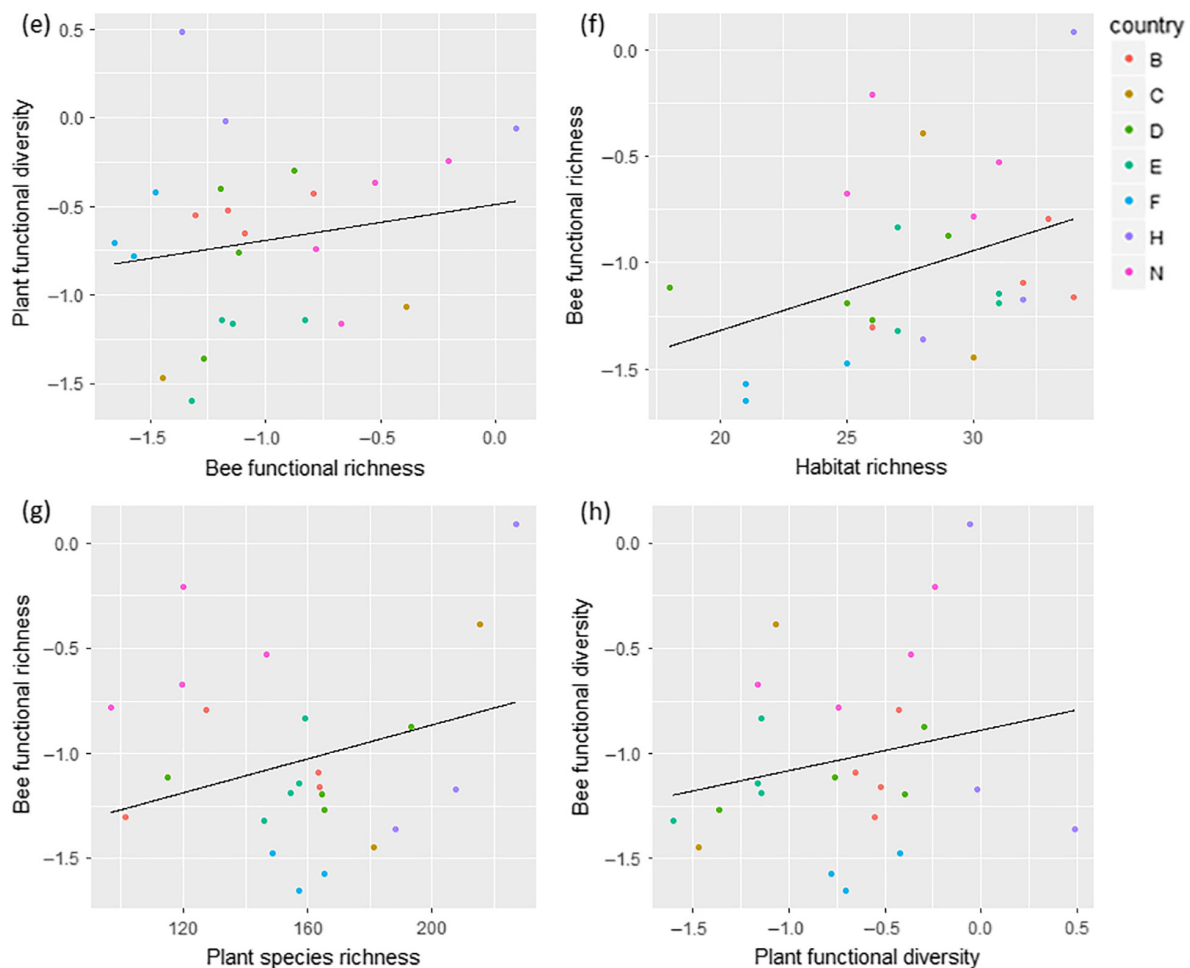 (e)
0.5
0.0
−0.5
−1.0
−1.5
Plant functional diversity
−1.5 −1.0 −0.5 0.0
Bee functional richness
(f)
0.0
−0.5
−1.0
−1.5
Bee functional richness
20 25 30
Habitat richness
country
B
C
D
E
F
H
N
(g)
0.0
−0.5
−1.0
−1.5
Bee functional richness
120 160 200
Plant species richness
(h)
0.0
−0.5
−1.0
−1.5
Bee functional diversity
−1.5 −1.0 −0.5 0.0 0.5
Plant functional diversity